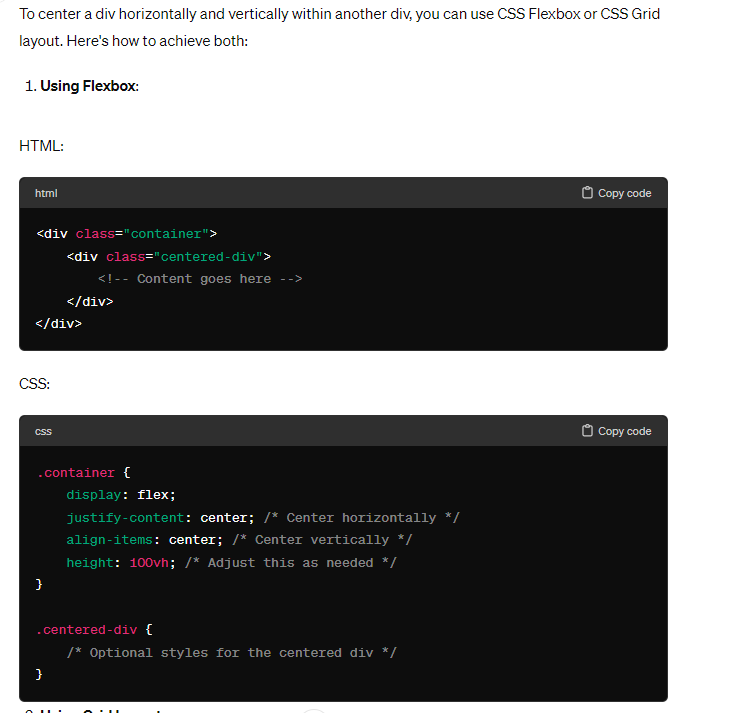 To center a div horizontally and vertically within another div, you can use CSS Flexbox or CSS Grid
layout. Here's how to achieve both:
1. Using Flexbox:
HTML:
html Copy code
<div class="container">
    <div class="centered-div">
        <!-- Content goes here -->
    </div>
</div>
CSS:
css Copy code
.container {
    display: flex;
    justify-content: center; /* Center horizontally */
    align-items: center; /* Center vertically */
    height: 100vh; /* Adjust this as needed */
}
.centered-div {
    /* Optional styles for the centered div */
}